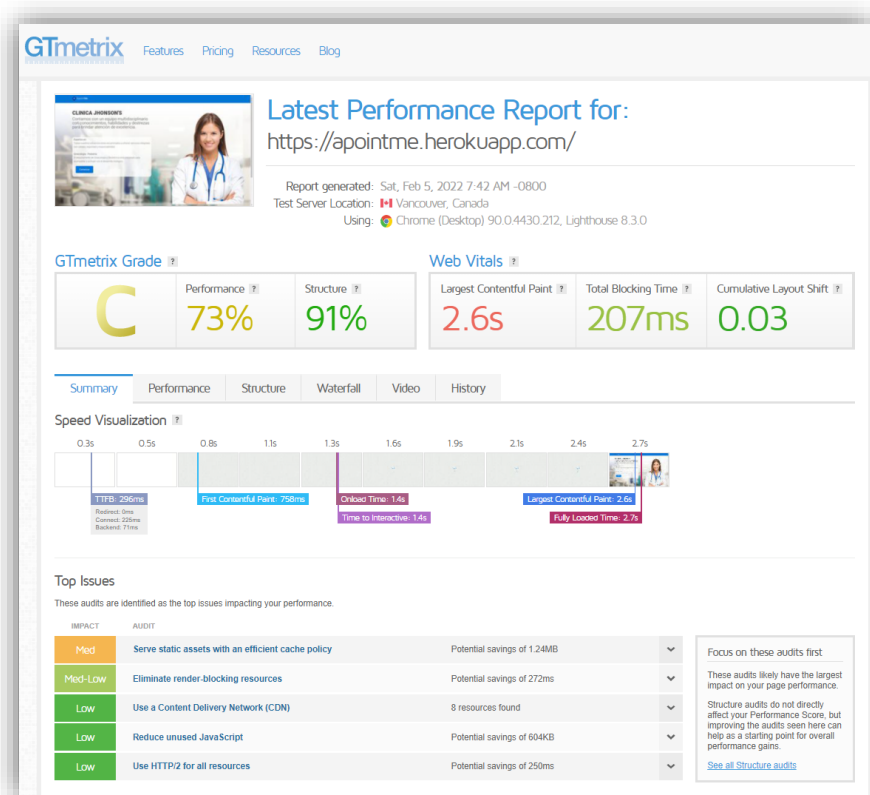 GTmetrix
Features Pricing Resources Blog
CLINICA JHONSON'S
Latest Performance Report for:
https://apointme.herokuapp.com/
Report generated: Sat, Feb 5, 2022 7:42 AM -0800
Test Server Location: Vancouver, Canada
Using: Chrome (Desktop) 90.0.4430.212, Lighthouse 8.3.0
GTmetrix Grade ?
Web Vitals ?
C
Performance ?
73%
Structure ?
91%
Largest Contentful Paint ?
2.6s
Total Blocking Time ?
207ms
Cumulative Layout Shift ?
0.03
Summary Performance Structure Waterfall Video History
Speed Visualization ?
0.3s 0.5s 0.8s 1.1s 1.3s 1.6s 1.9s 2.1s 2.4s 2.7s
TTFB: 296ms
Redirect: 0ms
Connect: 225ms
Backend: 71ms
First Contentful Paint: 758ms
Onload Time: 1.4s
Time to Interactive: 1.4s
Largest Contentful Paint: 2.6s
Fully Loaded Time: 2.7s
Top Issues
These audits are identified as the top issues impacting your performance.
IMPACT AUDIT
Med Serve static assets with an efficient cache policy Potential savings of 1.24MB
Med-Low Eliminate render-blocking resources Potential savings of 272ms
Low Use a Content Delivery Network (CDN) 8 resources found
Low Reduce unused JavaScript Potential savings of 604KB
Low Use HTTP/2 for all resources Potential savings of 250ms
Focus on these audits first
These audits likely have the largest
impact on your page performance.
Structure audits do not directly
affect your Performance Score, but
improving the audits seen here can
help as a starting point for overall
performance gains.
See all Structure audits